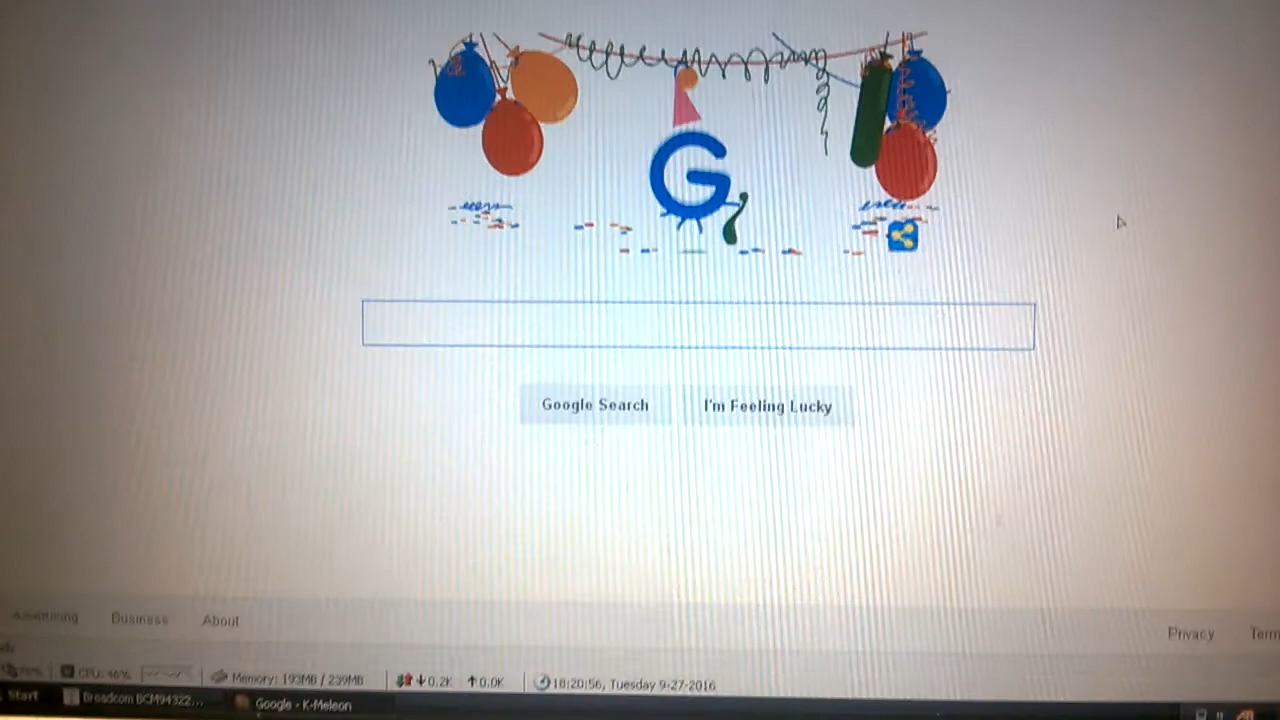 G
Google Search
I'm Feeling Lucky
Advertising Business About
Privacy
CPU: 46% Memory: 193MB / 239MB 0.2K 0.0K 18:20:56, Tuesday 9-27-2016
Start Broadcom BCM94322... Google - K-Meleon